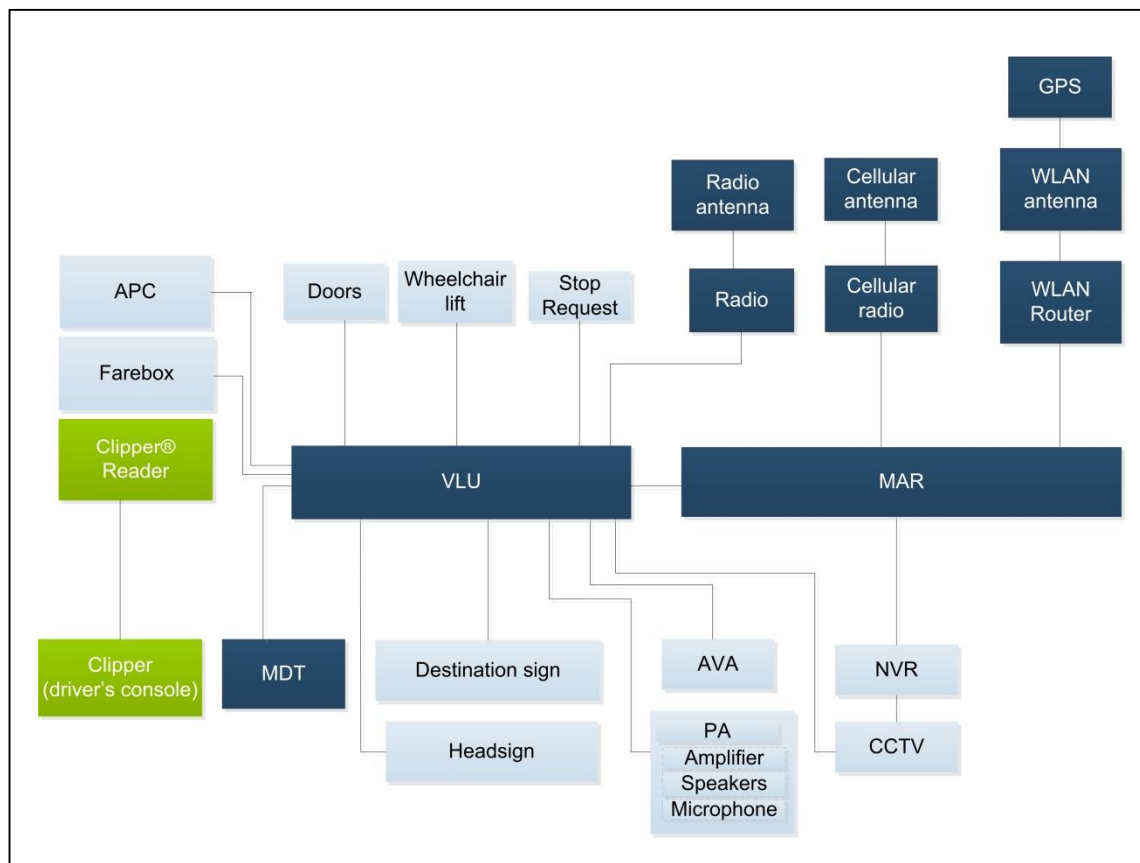 GPS
Radio
antenna
Cellular
antenna
WLAN
antenna
APC
Doors
Wheelchair
lift
Stop
Request
Radio
Cellular
radio
WLAN
Router
Farebox
Clipper®
Reader
VLU
MAR
Clipper
(driver's console)
MDT
Destination sign
AVA
NVR
Headsign
PA
Amplifier
Speakers
Microphone
CCTV